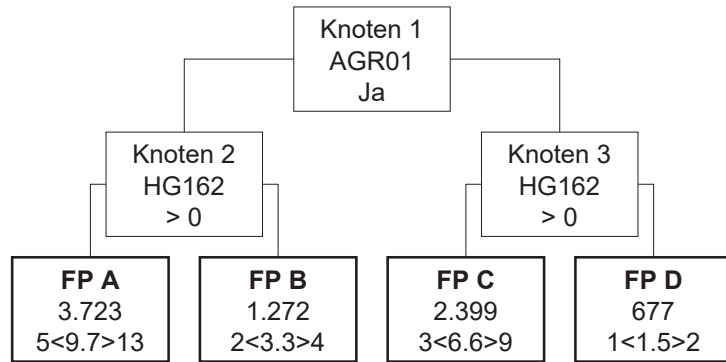 Knoten 1
AGR01
Ja
Knoten 2
HG162
> 0
Knoten 3
HG162
> 0
FP A
3.723
5<9.7>13
FP B
1.272
2<3.3>4
FP C
2.399
3<6.6>9
FP D
677
1<1.5>2